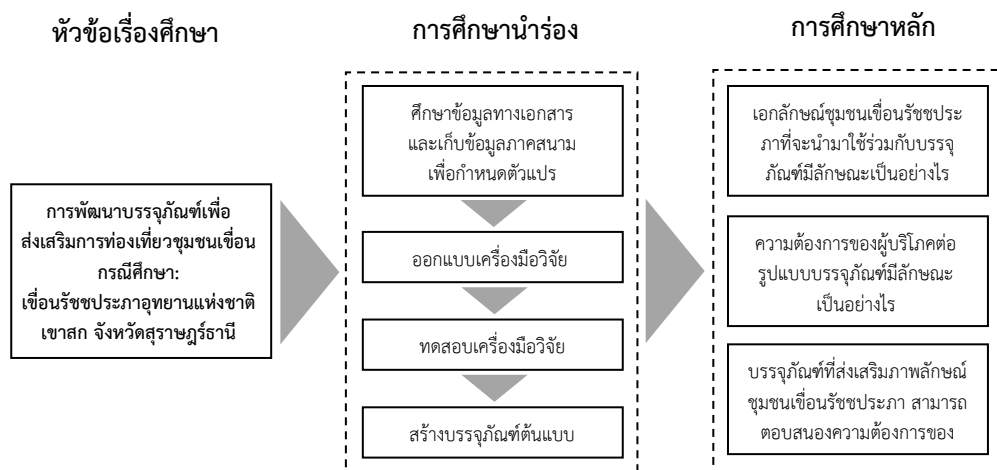 หัวข้อเรื่องศึกษา
การพัฒนาบรรจุภัณฑ์เพื่อ
ส่งเสริมการท่องเที่ยวชุมชนเขื่อน
กรณีศึกษา:
เขื่อนรัชชประภาอุทยานแห่งชาติ
เขาสก จังหวัดสุราษฎร์ธานี
การศึกษานำร่อง
ศึกษาข้อมูลทางเอกสาร
และเก็บข้อมูลภาคสนาม
เพื่อกำหนดตัวแปร
ออกแบบเครื่องมือวิจัย
ทดสอบเครื่องมือวิจัย
สร้างบรรจุภัณฑ์ต้นแบบ
การศึกษาหลัก
เอกลักษณ์ชุมชนเขื่อนรัชชประ
ภาที่จะนำมาใช้ร่วมกับบรรจุ
ภัณฑ์มีลักษณะเป็นอย่างไร
ความต้องการของผู้บริโภคต่อ
รูปแบบบรรจุภัณฑ์มีลักษณะ
เป็นอย่างไร
บรรจุภัณฑ์ที่ส่งเสริมภาพลักษณ์
ชุมชนเขื่อนรัชชประภา สามารถ
ตอบสนองความต้องการของ